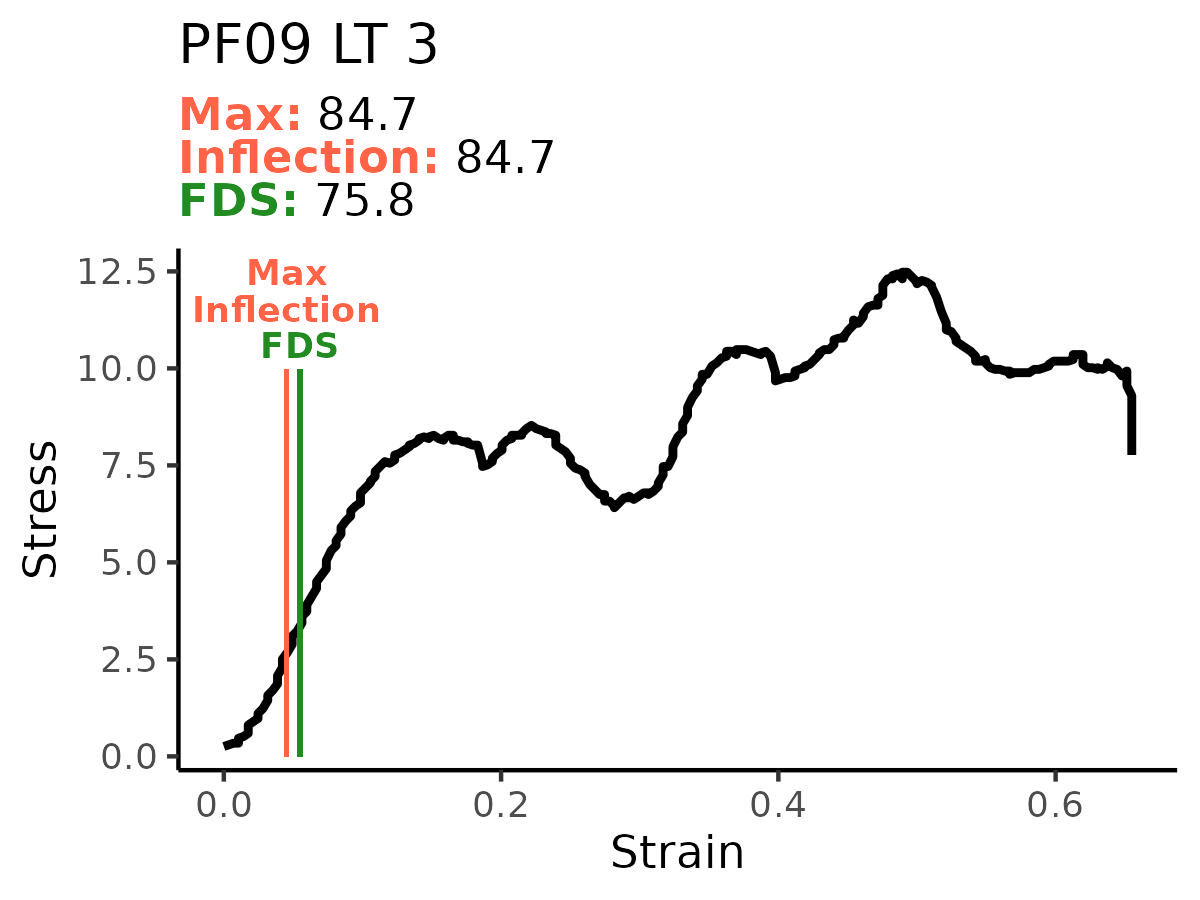 PF09 LT 3
Max: 84.7
Inflection: 84.7
FDS: 75.8
Max
Inflection
FDS
12.5
10.0
7.5
5.0
2.5
0.0
Stress
0.0 0.2 0.4 0.6
Strain